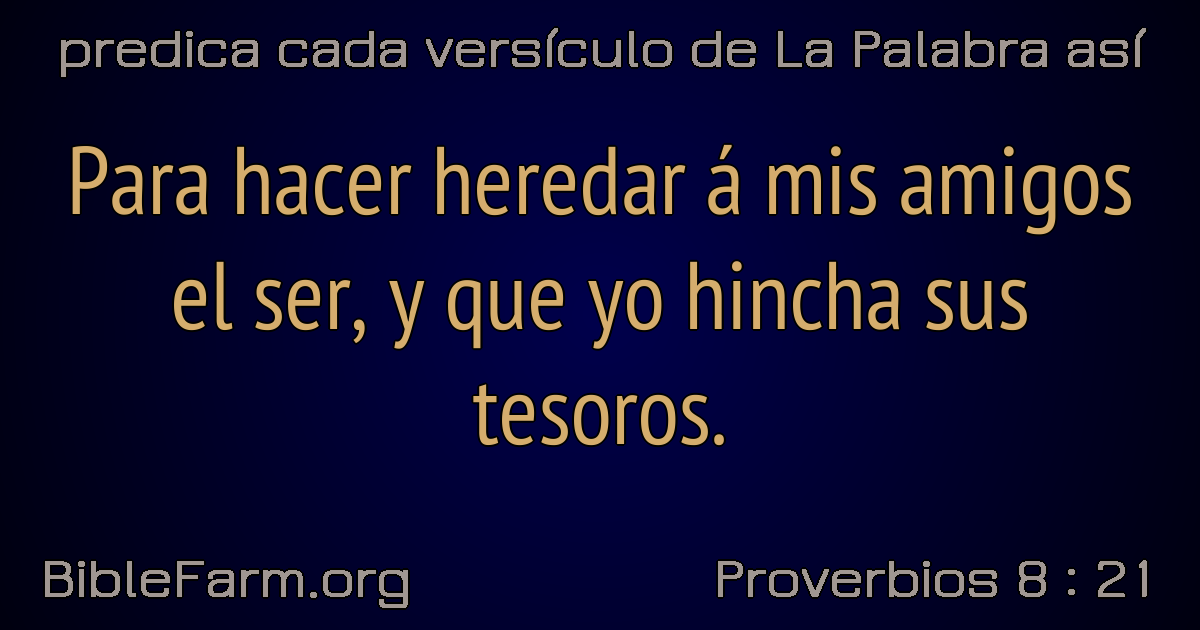 predica cada versículo de La Palabra así
Para hacer heredar á mis amigos
el ser, y que yo hincha sus
tesoros.
BibleFarm.org
Proverbios 8 : 21